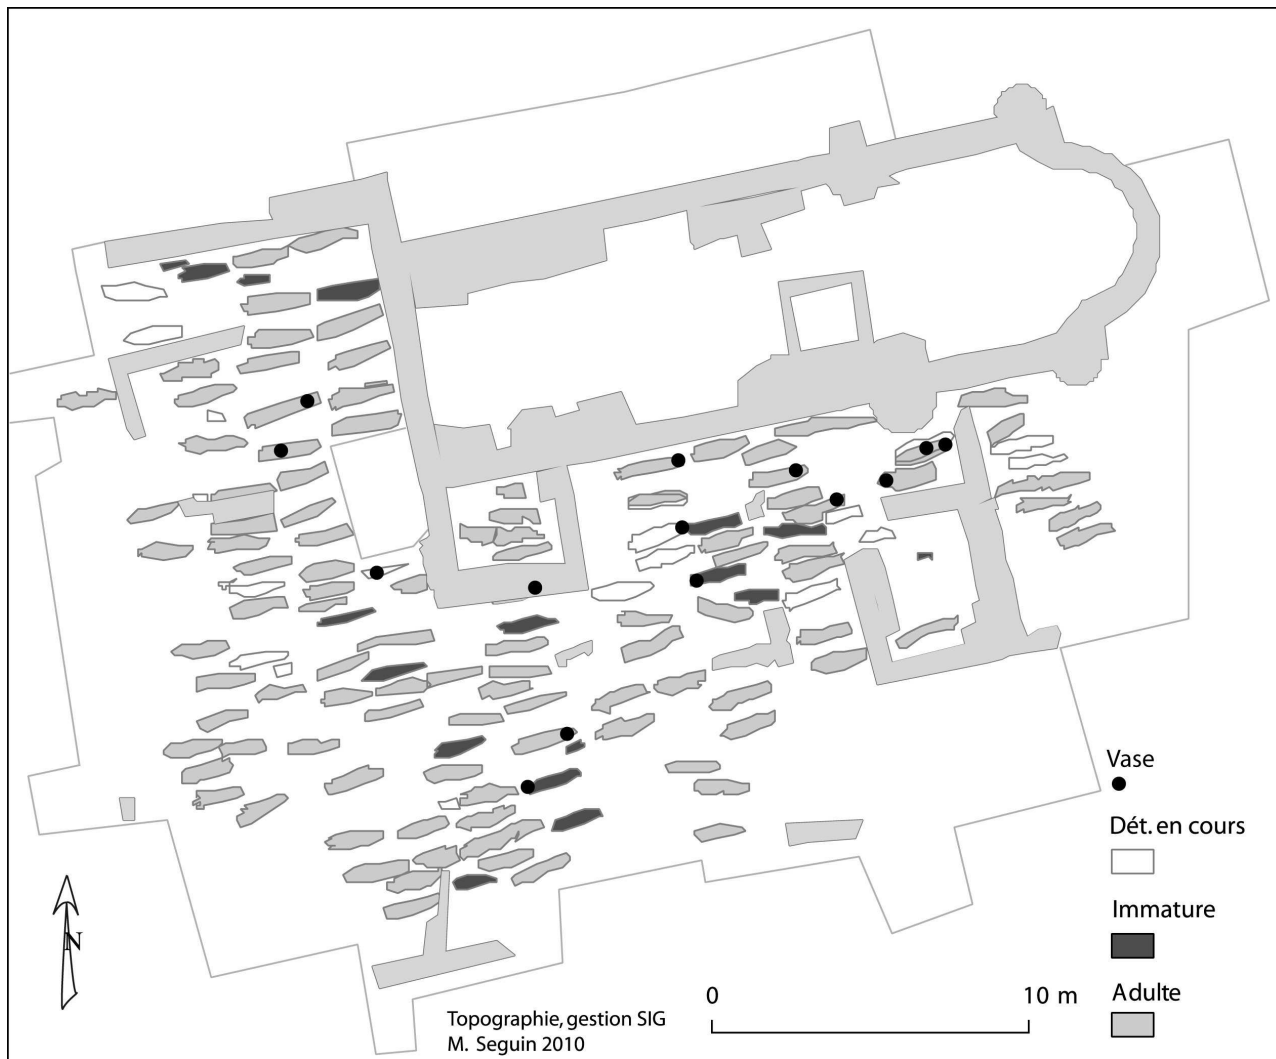 Vase
Dét. en cours
Immature
Adulte
N
0 10 m
Topographie, gestion SIG
M. Seguin 2010